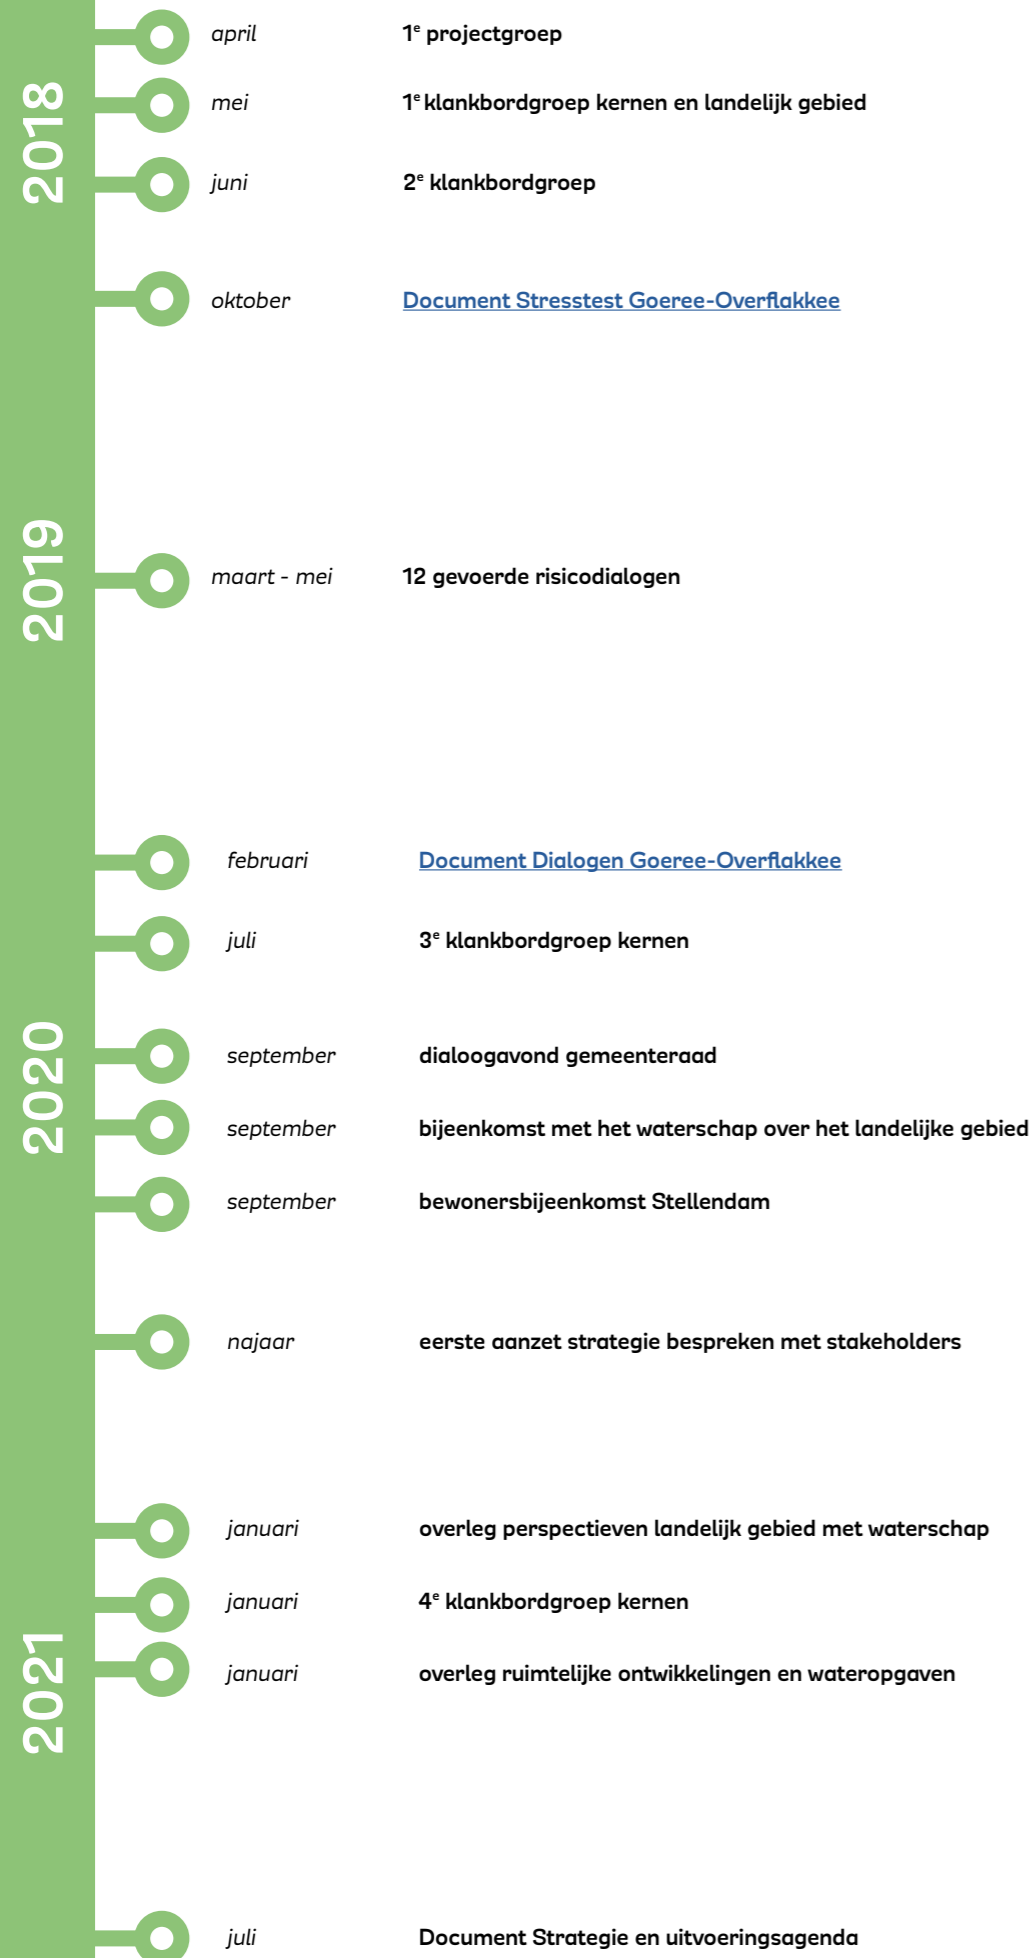 2018
april 1e projectgroep
mei 1e klankbordgroep kernen en landelijk gebied
juni 2e klankbordgroep
oktober Document Stresstest Goeree-Overflakkee
2019
maart - mei 12 gevoerde risicodialogen
2020
februari Document Dialogen Goeree-Overflakkee
juli 3e klankbordgroep kernen
september dialoogavond gemeenteraad
september bijeenkomst met het waterschap over het landelijke gebied
september bewonersbijeenkomst Stellendam
najaar eerste aanzet strategie bespreken met stakeholders
2021
januari overleg perspectieven landelijk gebied met waterschap
januari 4e klankbordgroep kernen
januari overleg ruimtelijke ontwikkelingen en wateropgaven
juli Document Strategie en uitvoeringsagenda